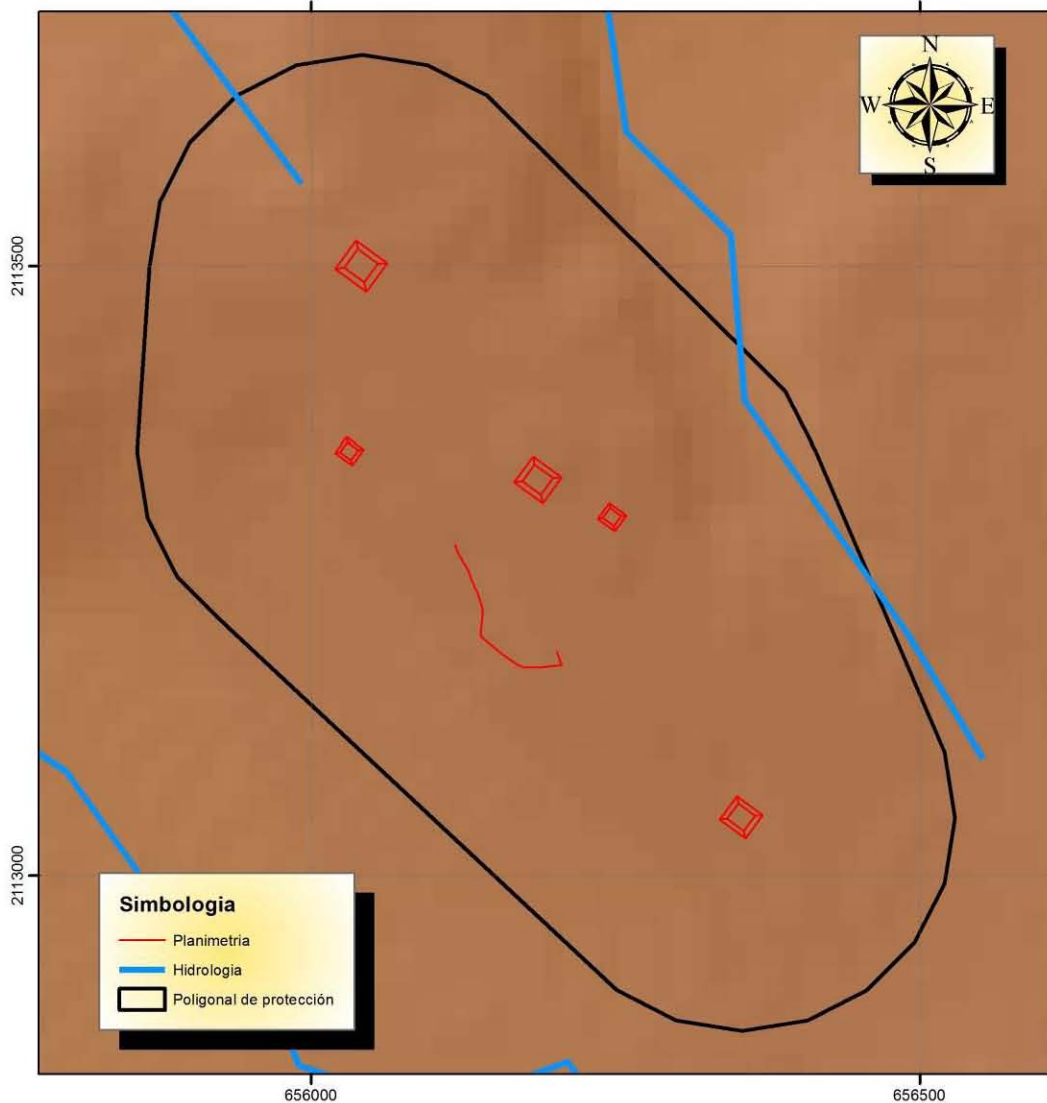 N
W E
S
2113500
2113000
Simbologia
Planimetria
Hidrologia
Poligonal de protección
656000 656500